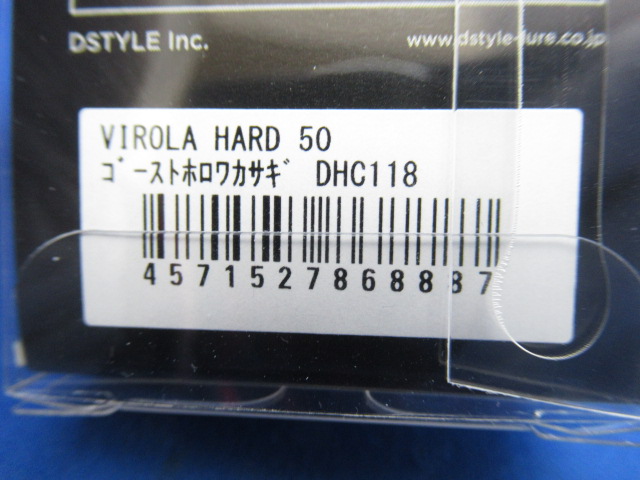 DSTYLE Inc.
www.dstyle-lure.co.jp
VIROLA HARD 50
ｺﾞｰｽﾄﾎﾛﾜｶｻｷﾞ DHC118
4571527868887